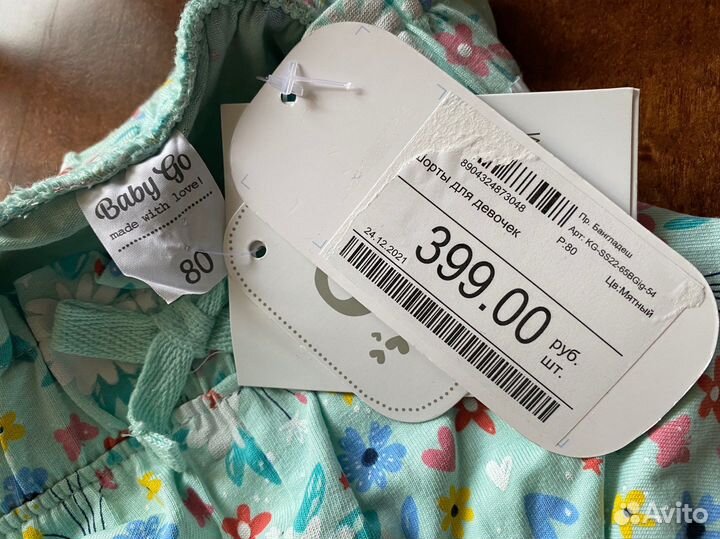 Baby Go
made with love!
80
8904324873048
Пр. Бангладеш
Арт. KG-SS22-65BGig-54
Р:80
Цв:Мятный
Шорты для девочек
399.00
руб.
шт.
24.12.2021
Avito